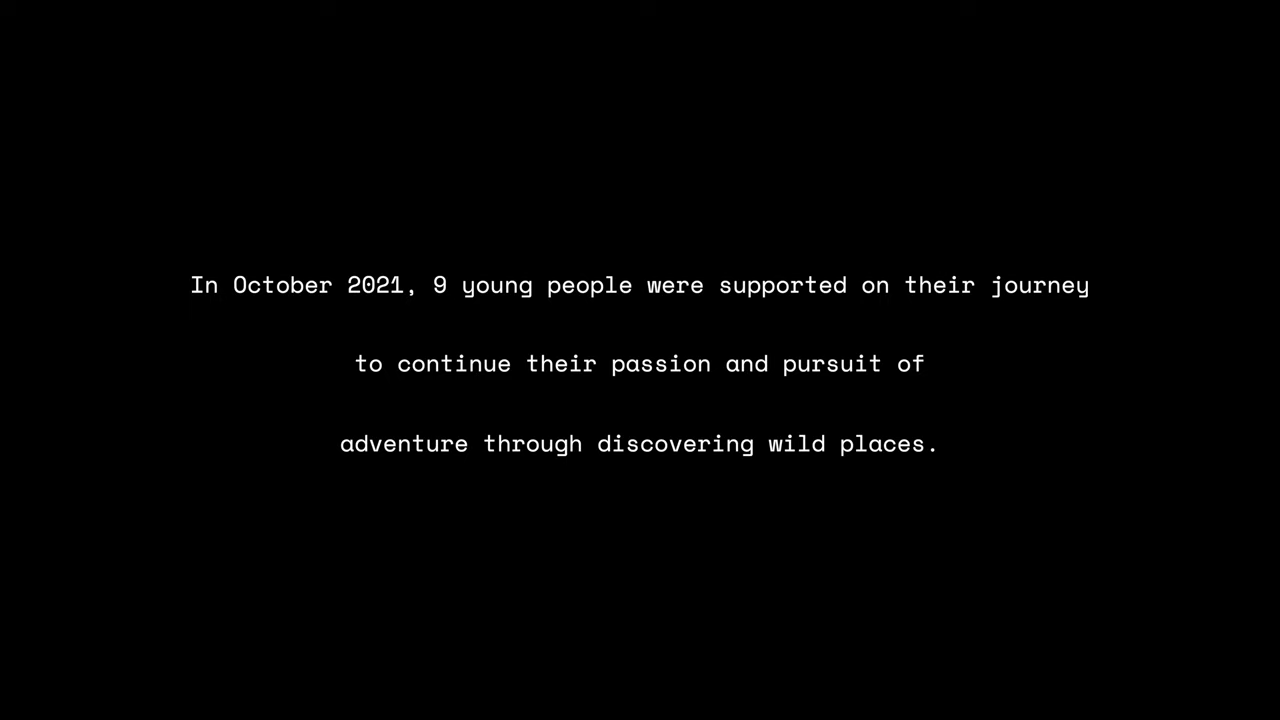 In October 2021, 9 young people were supported on their journey
to continue their passion and pursuit of
adventure through discovering wild places.